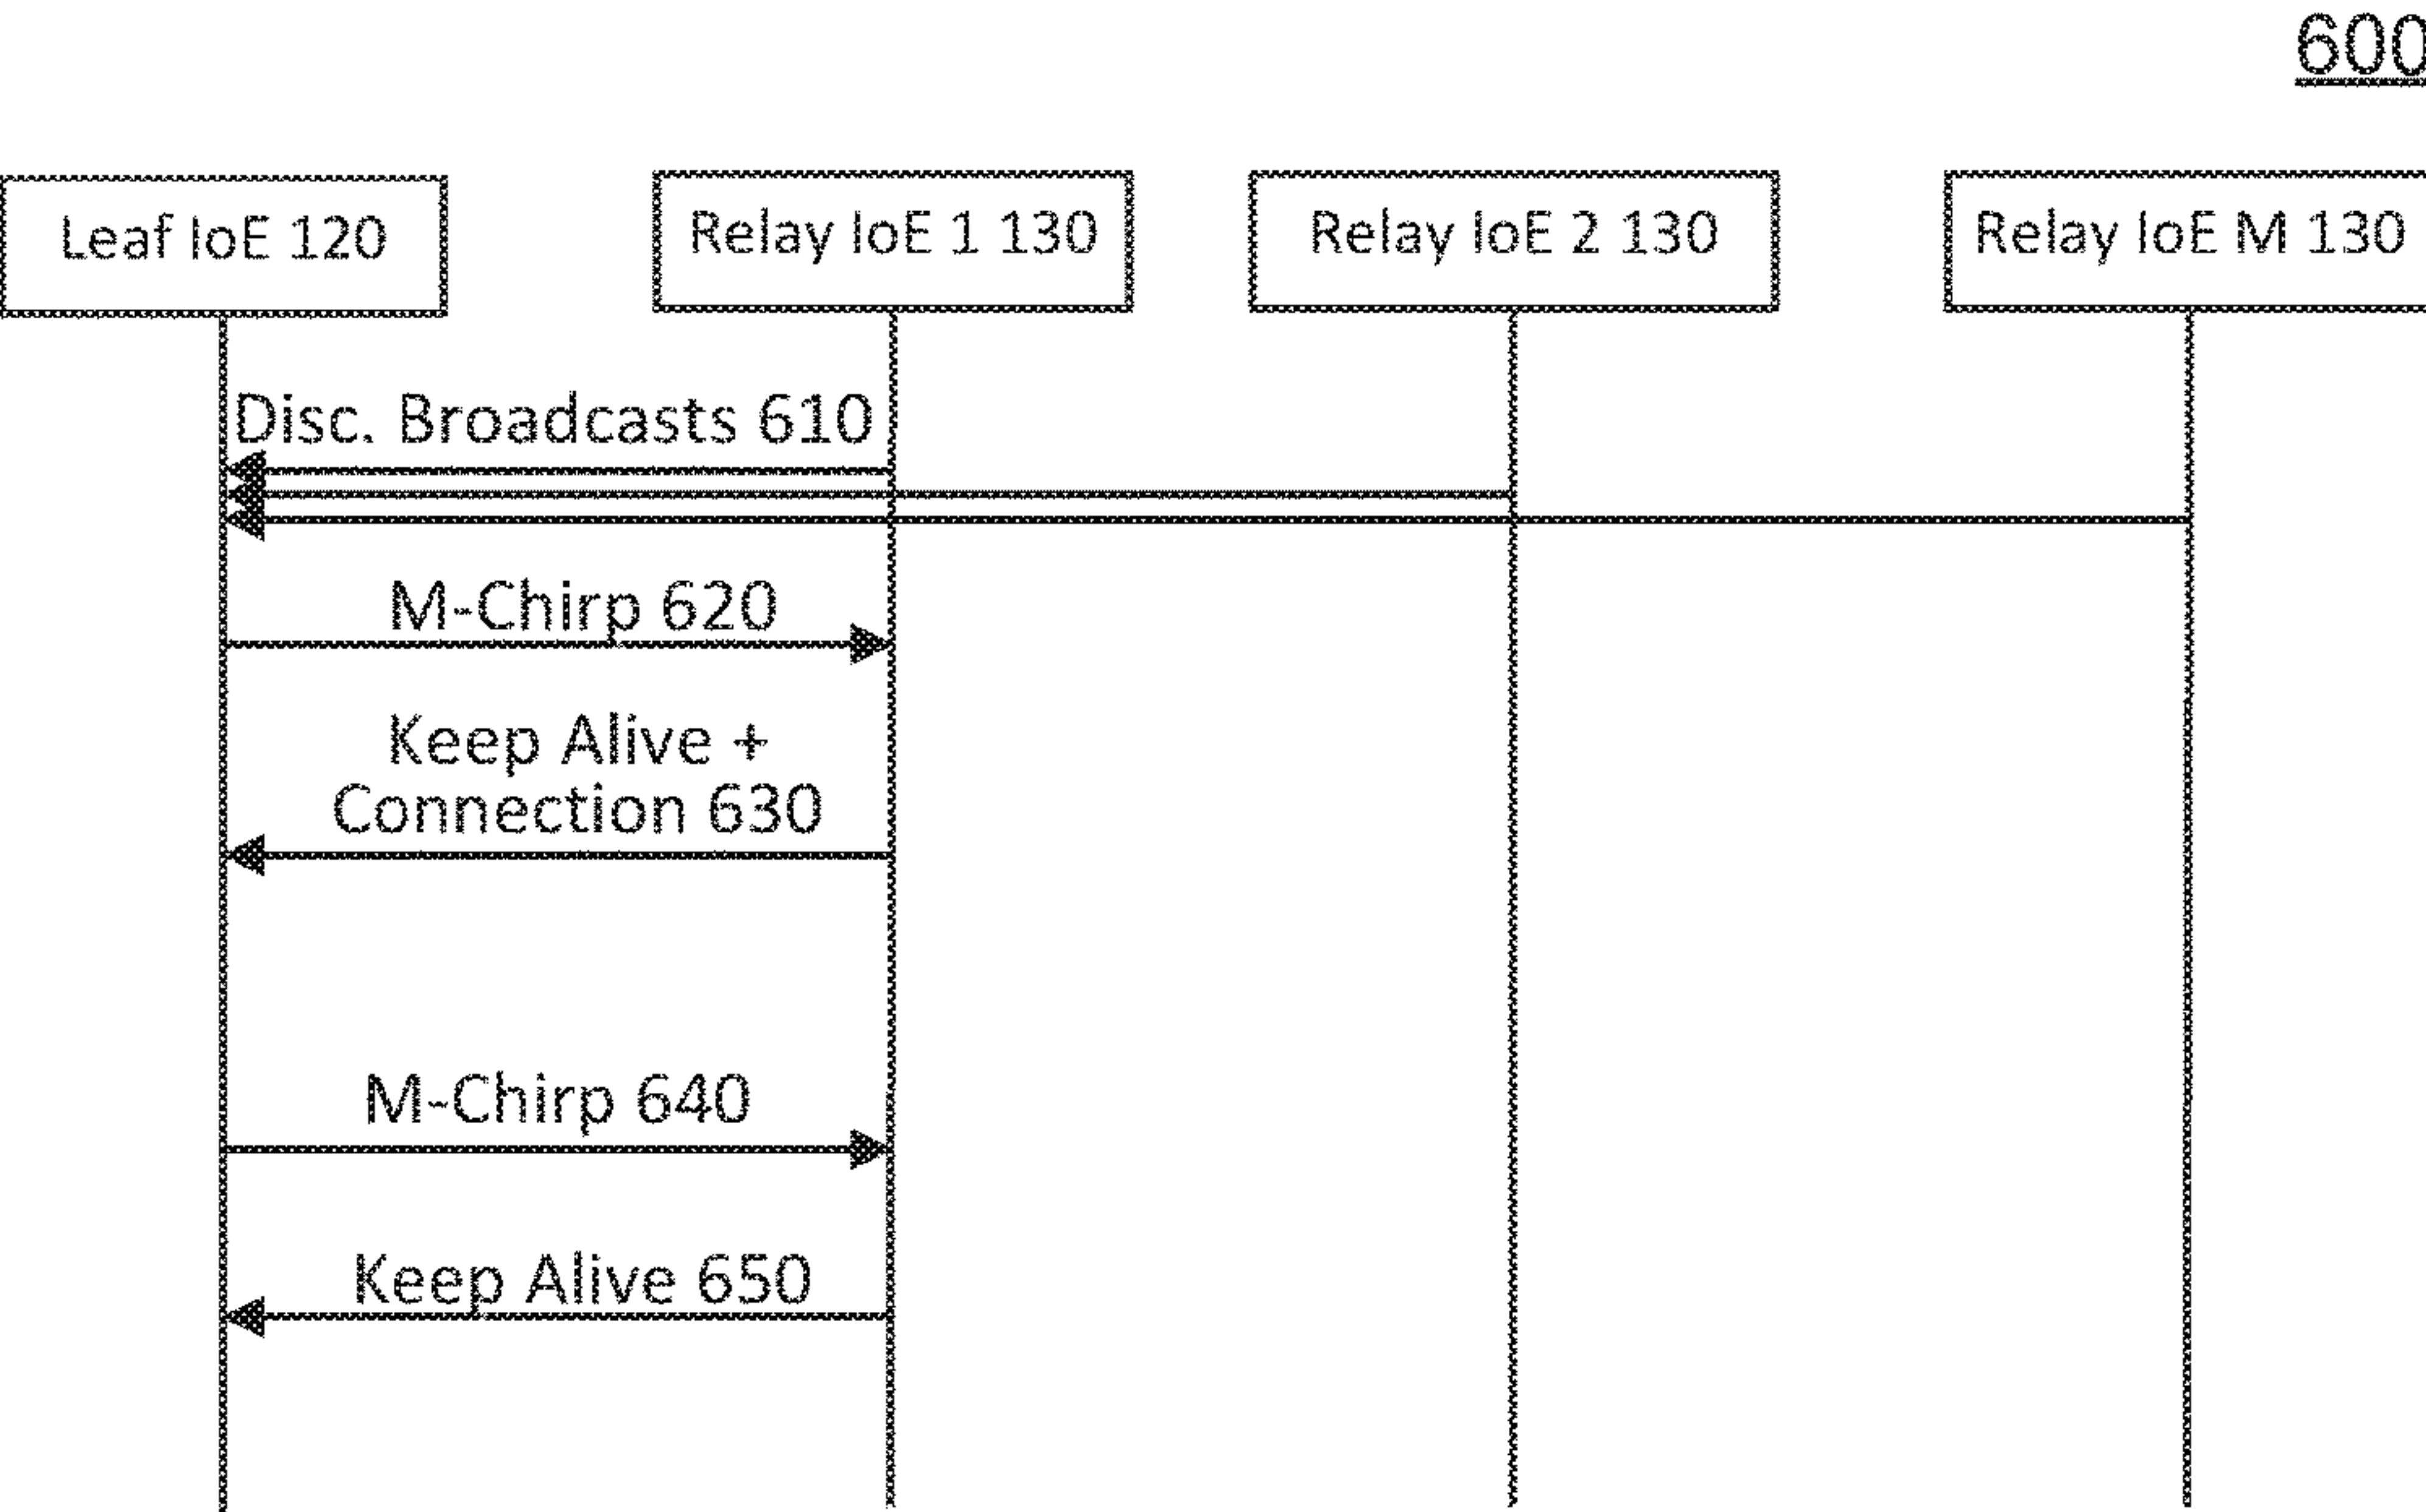 600
Leaf IoE 120
Relay IoE 1 130
Relay IoE 2 130
Relay IoE M 130
Disc. Broadcasts 610
M-Chirp 620
Keep Alive +
Connection 630
M-Chirp 640
Keep Alive 650